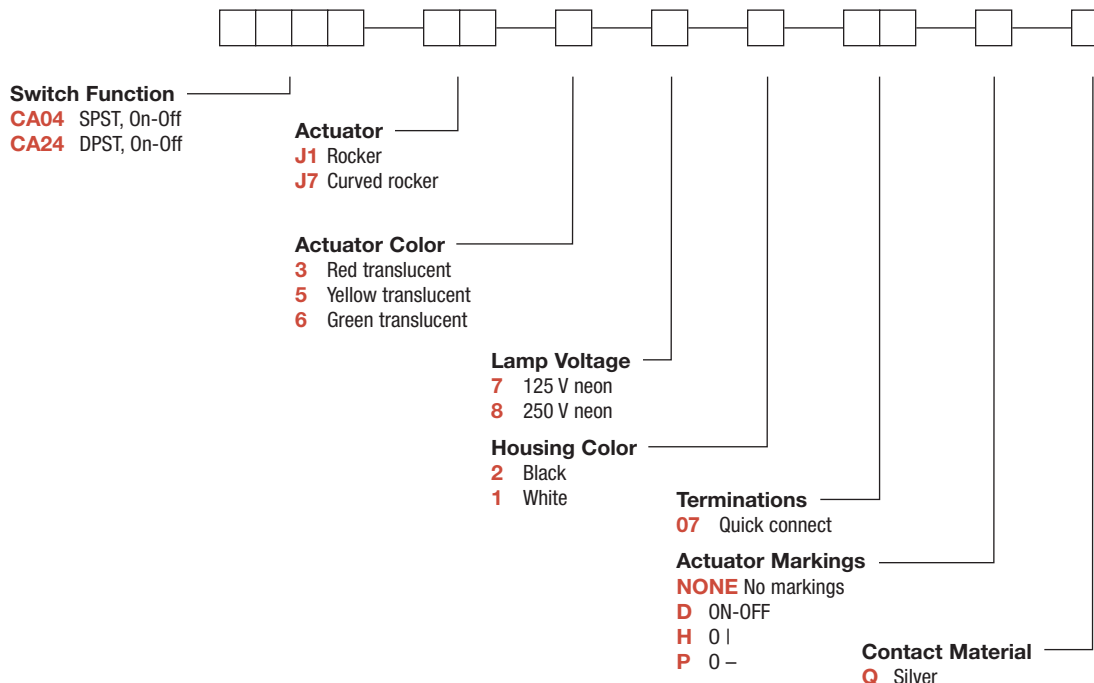 Switch Function
CA04 SPST, On-Off
CA24 DPST, On-Off
Actuator
J1 Rocker
J7 Curved rocker
Actuator Color
3 Red translucent
5 Yellow translucent
6 Green translucent
Lamp Voltage
7 125 V neon
8 250 V neon
Housing Color
2 Black
1 White
Terminations
07 Quick connect
Actuator Markings
NONE No markings
D ON-OFF
H 0 |
P 0 –
Contact Material
Q Silver